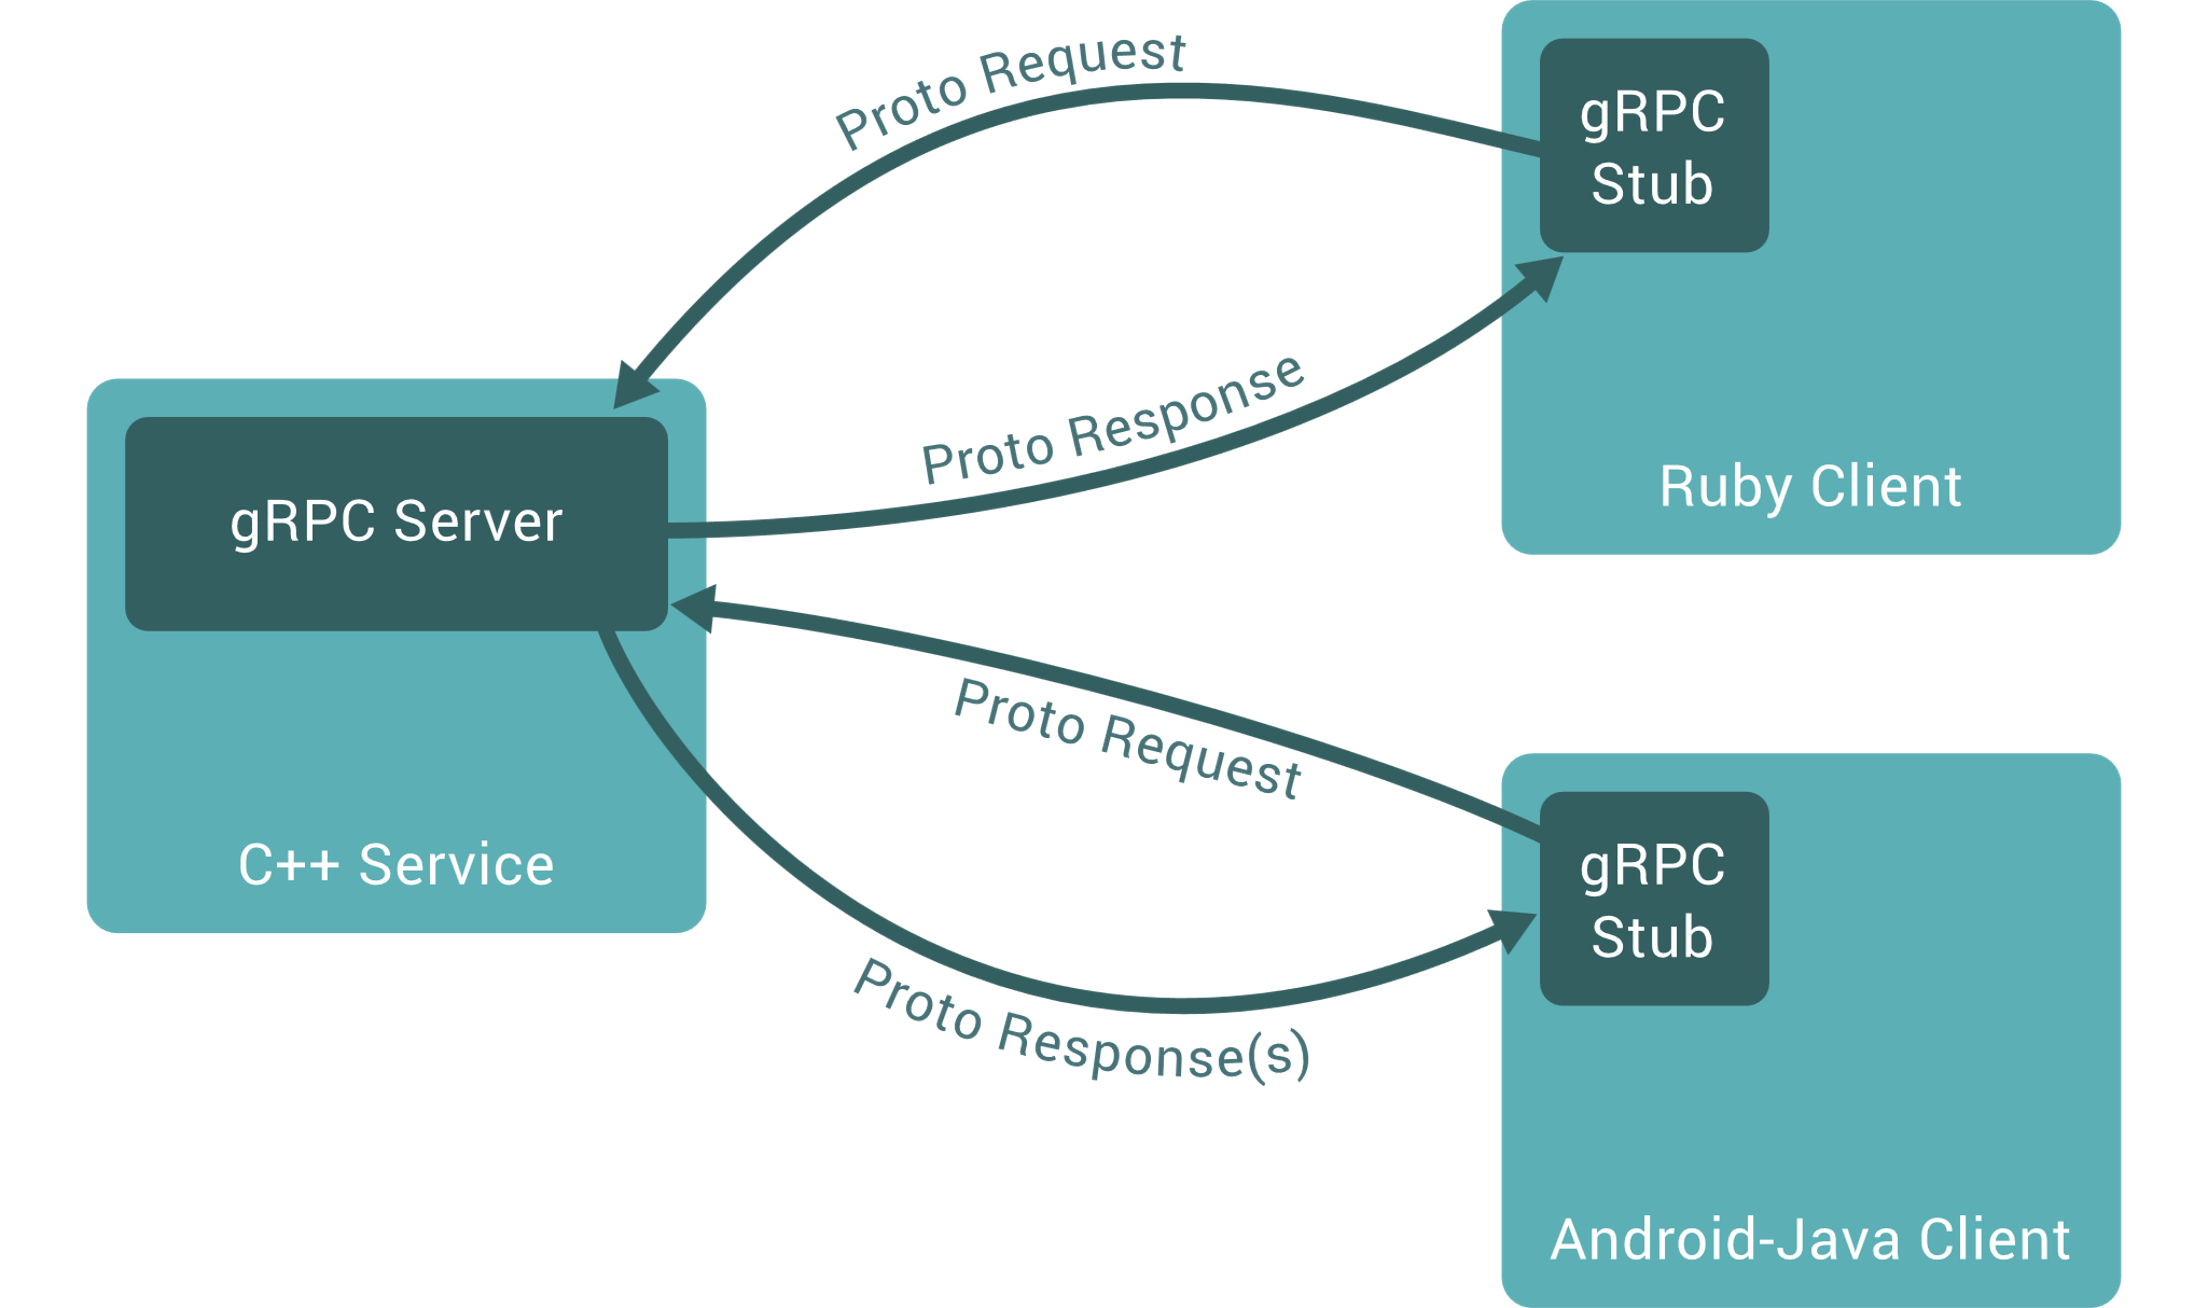 Proto Request
gRPC
Stub
Proto Response
Ruby Client
gRPC Server
Proto Request
C++ Service
gRPC
Stub
Proto Response(s)
Android-Java Client